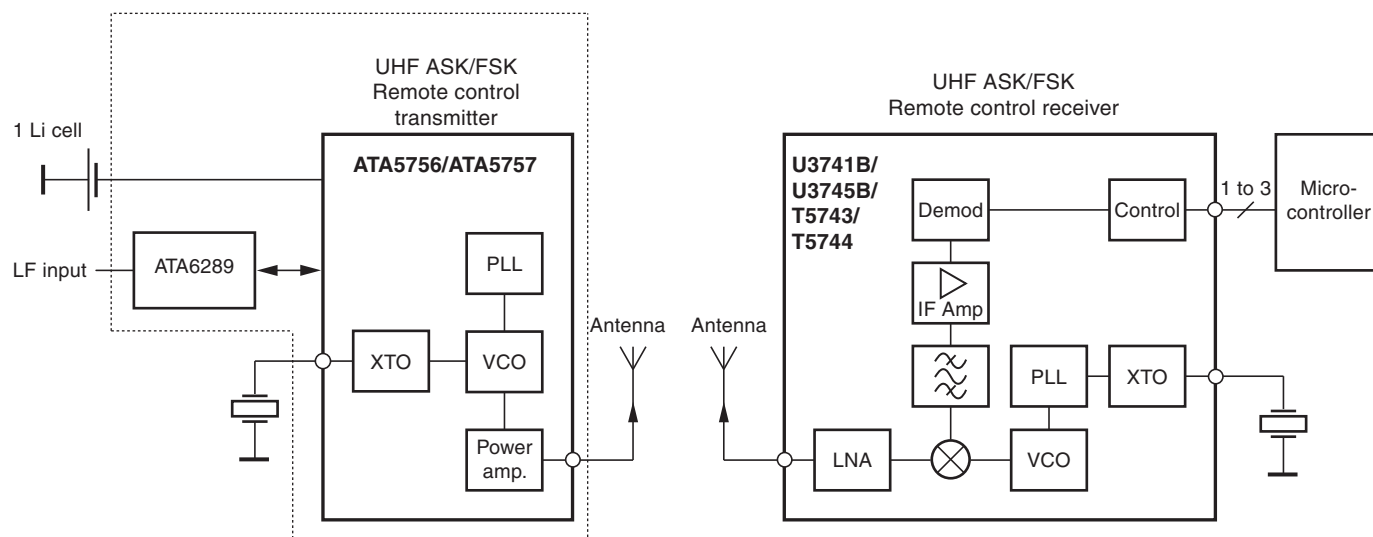 UHF ASK/FSK
Remote control
transmitter
1 Li cell
ATA5756/ATA5757
LF input
ATA6289
PLL
XTO
VCO
Power
amp.
Antenna
UHF ASK/FSK
Remote control receiver
U3741B/
U3745B/
T5743/
T5744
Demod
Control
1 to 3
Micro-
controller
IF Amp
Antenna
PLL
XTO
LNA
VCO